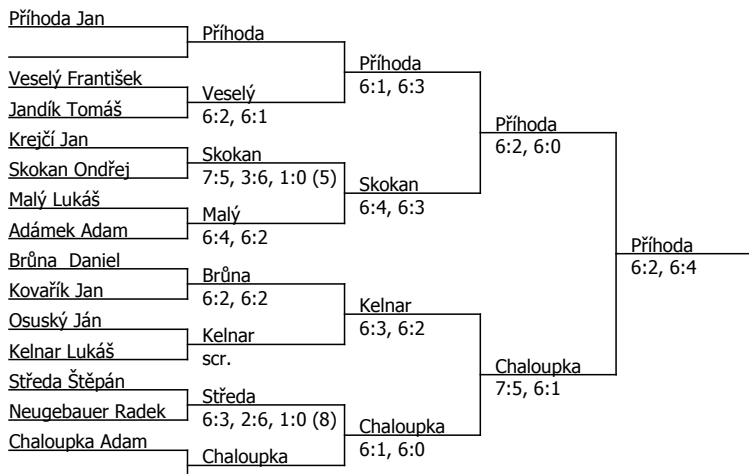 Příhoda Jan
Veselý František
Jandík Tomáš
Krejčí Jan
Skokan Ondřej
Malý Lukáš
Adámek Adam
Brůna  Daniel
Kovařík Jan
Osuský Ján
Kelnar Lukáš
Středa Štěpán
Neugebauer Radek
Chaloupka Adam
Příhoda
Veselý
6:2, 6:1
Skokan
7:5, 3:6, 1:0 (5)
Malý
6:4, 6:2
Brůna
6:2, 6:2
Kelnar
scr.
Středa
6:3, 2:6, 1:0 (8)
Chaloupka
Příhoda
6:1, 6:3
Skokan
6:4, 6:3
Kelnar
6:3, 6:2
Chaloupka
6:1, 6:0
Příhoda
6:2, 6:0
Chaloupka
7:5, 6:1
Příhoda
6:2, 6:4